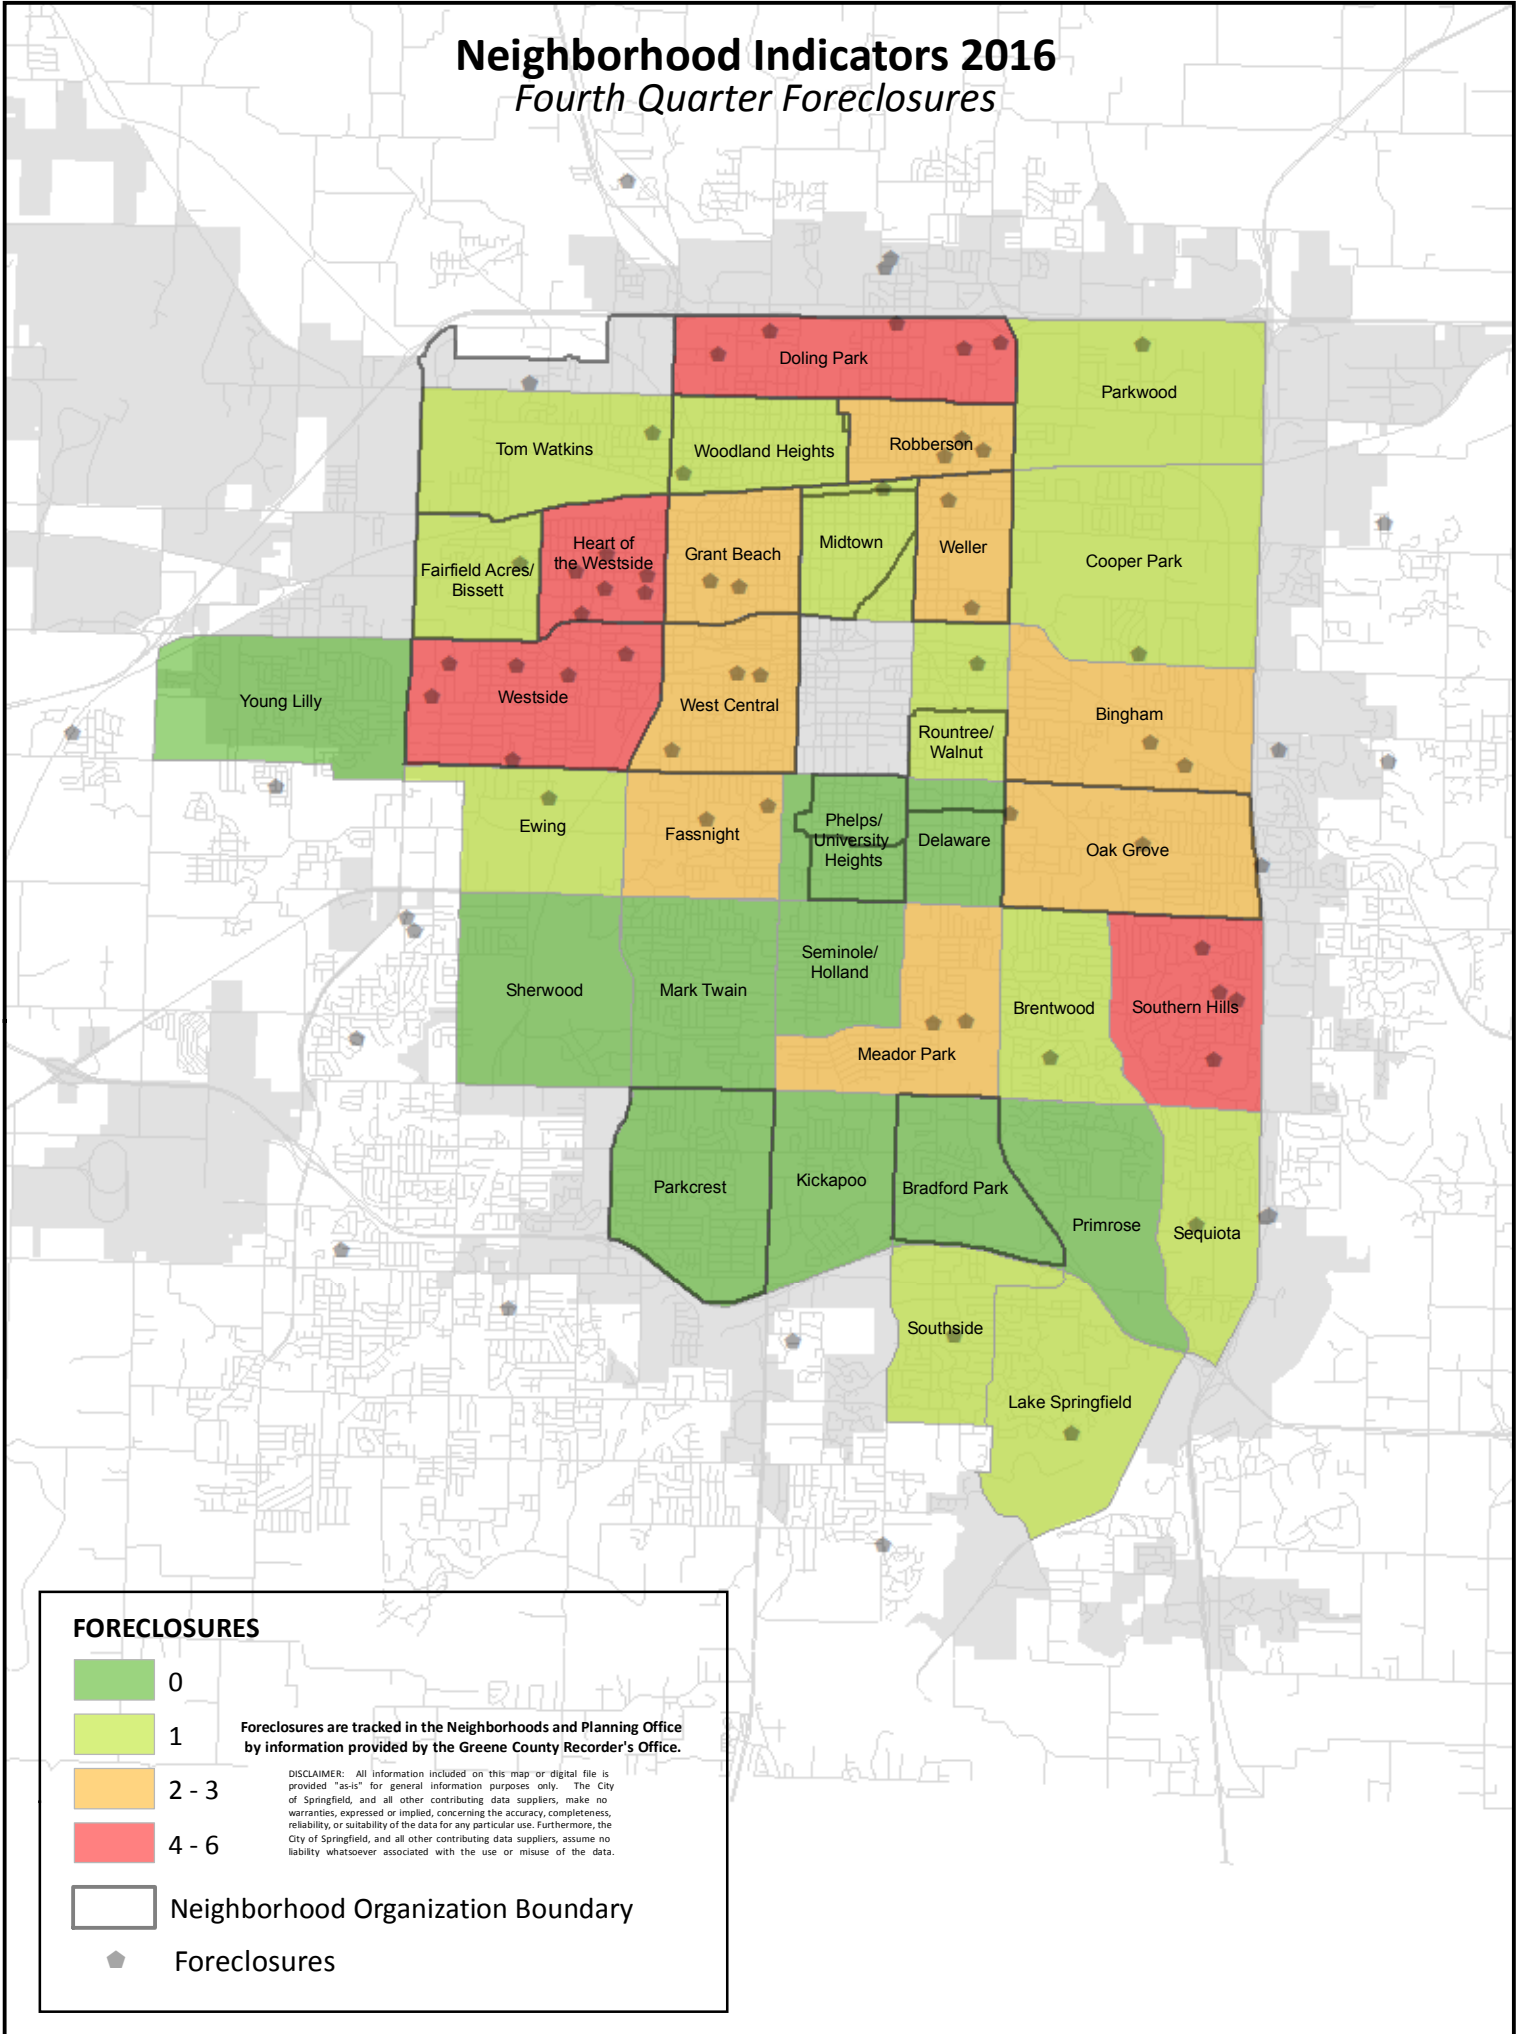 Neighborhood Indicators 2016
Fourth Quarter Foreclosures
Doling Park
Parkwood
Tom Watkins
Woodland Heights
Robberson
Heart of
the Westside
Grant Beach
Midtown
Weller
Cooper Park
Fairfield Acres/
Bissett
Young Lilly
Westside
West Central
Rountree/
Walnut
Bingham
Ewing
Fassnight
Phelps/
University
Heights
Delaware
Oak Grove
Sherwood
Mark Twain
Seminole/
Holland
Meador Park
Brentwood
Southern Hills
Parkcrest
Kickapoo
Bradford Park
Primrose
Sequiota
Southside
Lake Springfield
FORECLOSURES
0
1
2 - 3
4 - 6
Foreclosures are tracked in the Neighborhoods and Planning Office
by information provided by the Greene County Recorder's Office.
DISCLAIMER: All information included on this map or digital file is
provided "as-is" for general information purposes only. The City
of Springfield, and all other contributing data suppliers, make no
warranties, expressed or implied, concerning the accuracy, completeness,
reliability, or suitability of the data for any particular use. Furthermore, the
City of Springfield, and all other contributing data suppliers, assume no
liability whatsoever associated with the use or misuse of the data.
Neighborhood Organization Boundary
Foreclosures